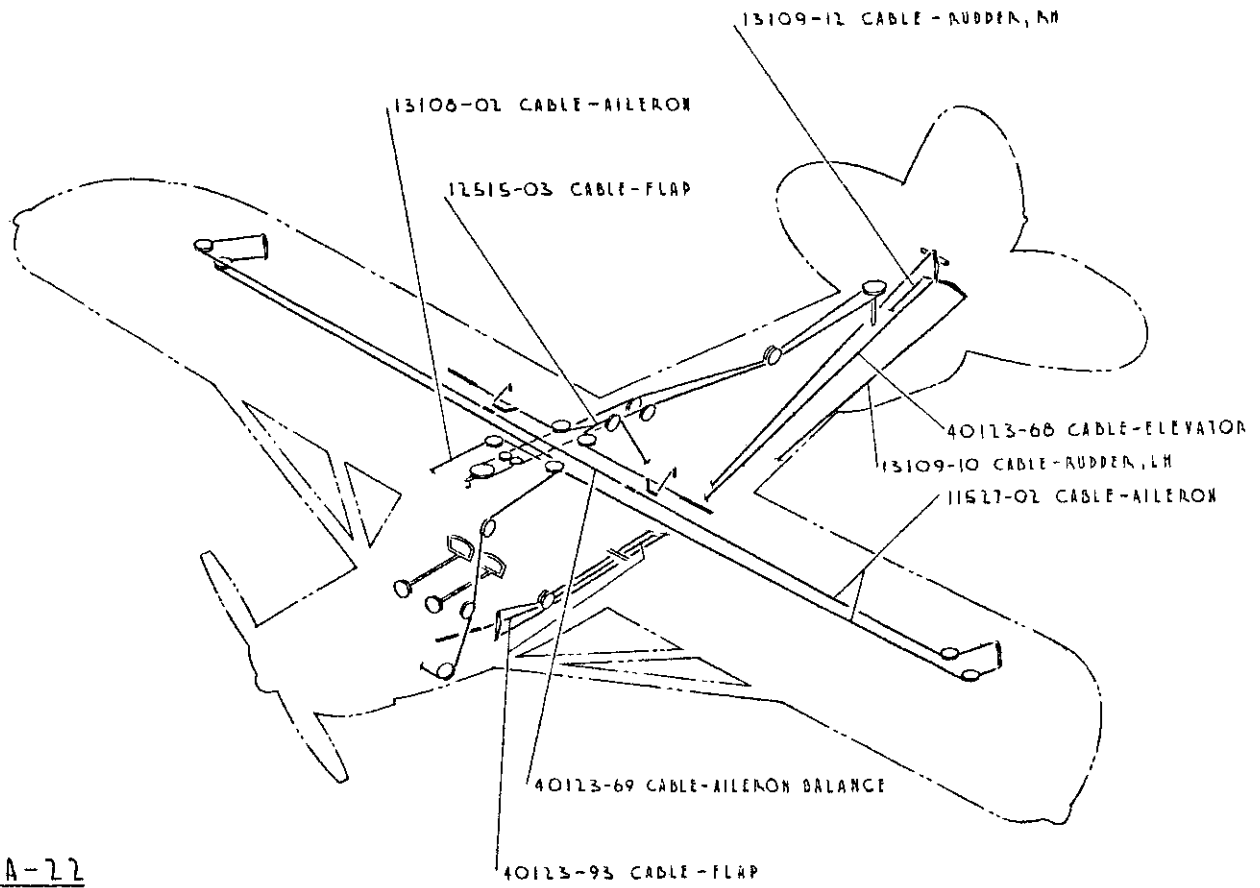 13109-12 CABLE-RUDDER, RH
13108-02 CABLE-AILERON
12515-03 CABLE-FLAP
40123-68 CABLE-ELEVATOR
13109-10 CABLE-RUDDER, LH
11527-02 CABLE-AILERON
40123-69 CABLE-AILERON BALANCE
40123-93 CABLE-FLAP
A-22